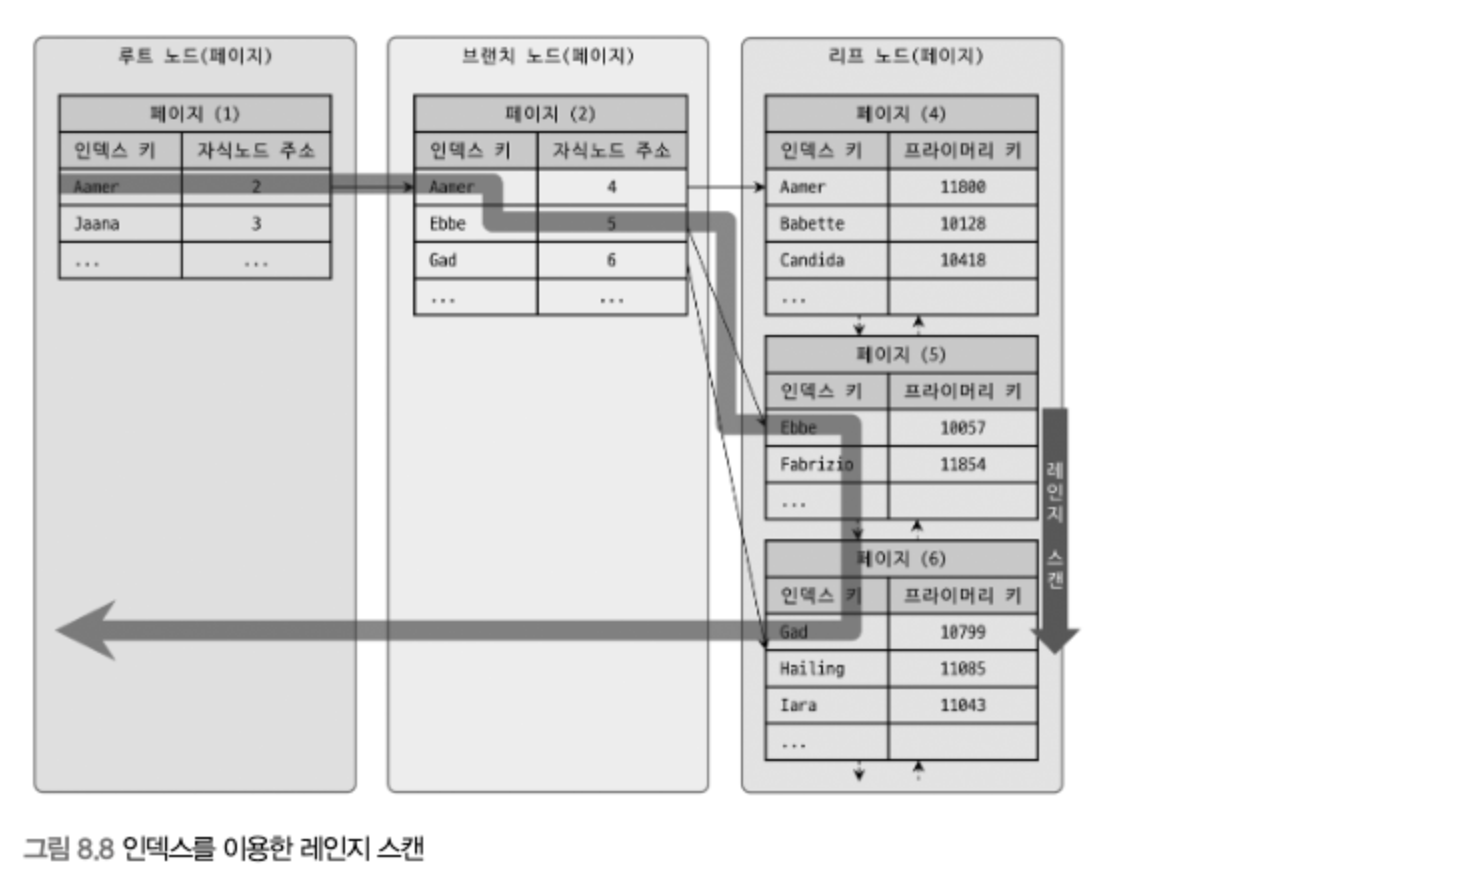 루트 노드(페이지)
페이지 (1)
인덱스 키 자식노드 주소
Aamer 2
Jaana 3
... ...
브랜치 노드(페이지)
페이지 (2)
인덱스 키 자식노드 주소
Aamer 4
Ebbe 5
Gad 6
... ...
리프 노드(페이지)
페이지 (4)
인덱스 키 프라이머리 키
Aamer 11800
Babette 10128
Candida 10418
...
페이지 (5)
인덱스 키 프라이머리 키
Ebbe 10057
Fabrizio 11854
...
페이지 (6)
인덱스 키 프라이머리 키
Gad 10799
Hailing 11085
Iara 11043
...
레인지 스캔
그림 8.8 인덱스를 이용한 레인지 스캔